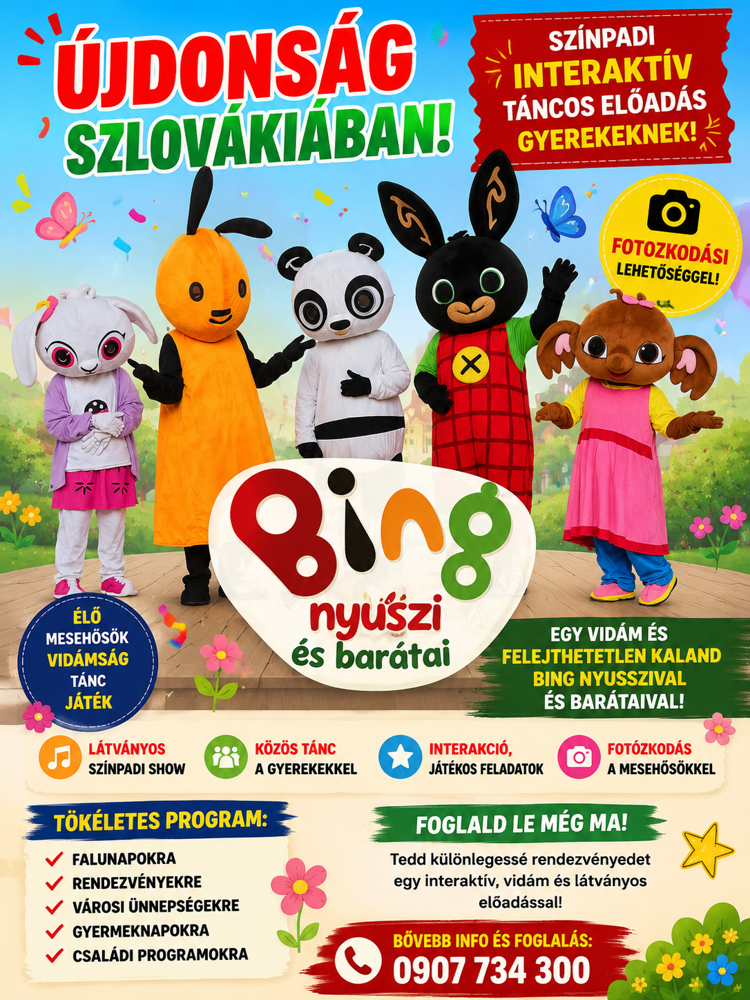 ÚJDONSÁG
SZLOVÁKIÁBAN!
SZÍNPADI
INTERAKTÍV
TÁNCOS ELŐADÁS
GYEREKEKNEK!
FOTOZKODÁSI
LEHETŐSÉGGEL!
Bing
nyuszi
és barátai
ÉLŐ
MESEHŐSÖK
VIDÁMSÁG
TÁNC
JÁTÉK
EGY VIDÁM ÉS
FELEJTHETETLEN KALAND
BING NYUSSZIVAL
ÉS BARÁTAIVAL!
LÁTVÁNYOS
SZÍNPADI SHOW
KÖZÖS TÁNC
A GYEREKEKKEL
INTERAKCIÓ,
JÁTÉKOS FELADATOK
FOTÓZKODÁS
A MESEHŐSÖKKEL
TÖKÉLETES PROGRAM:
FALUNAPOKRA
RENDEZVÉNYEKRE
VÁROSI ÜNNEPSÉGEKRE
GYERMEKNAPOKRA
CSALÁDI PROGRAMOKRA
FOGLALD LE MÉG MA!
Tedd különlegessé rendezvényedet
egy interaktív, vidám és látványos
előadással!
BŐVEBB INFO ÉS FOGLALÁS:
0907 734 300